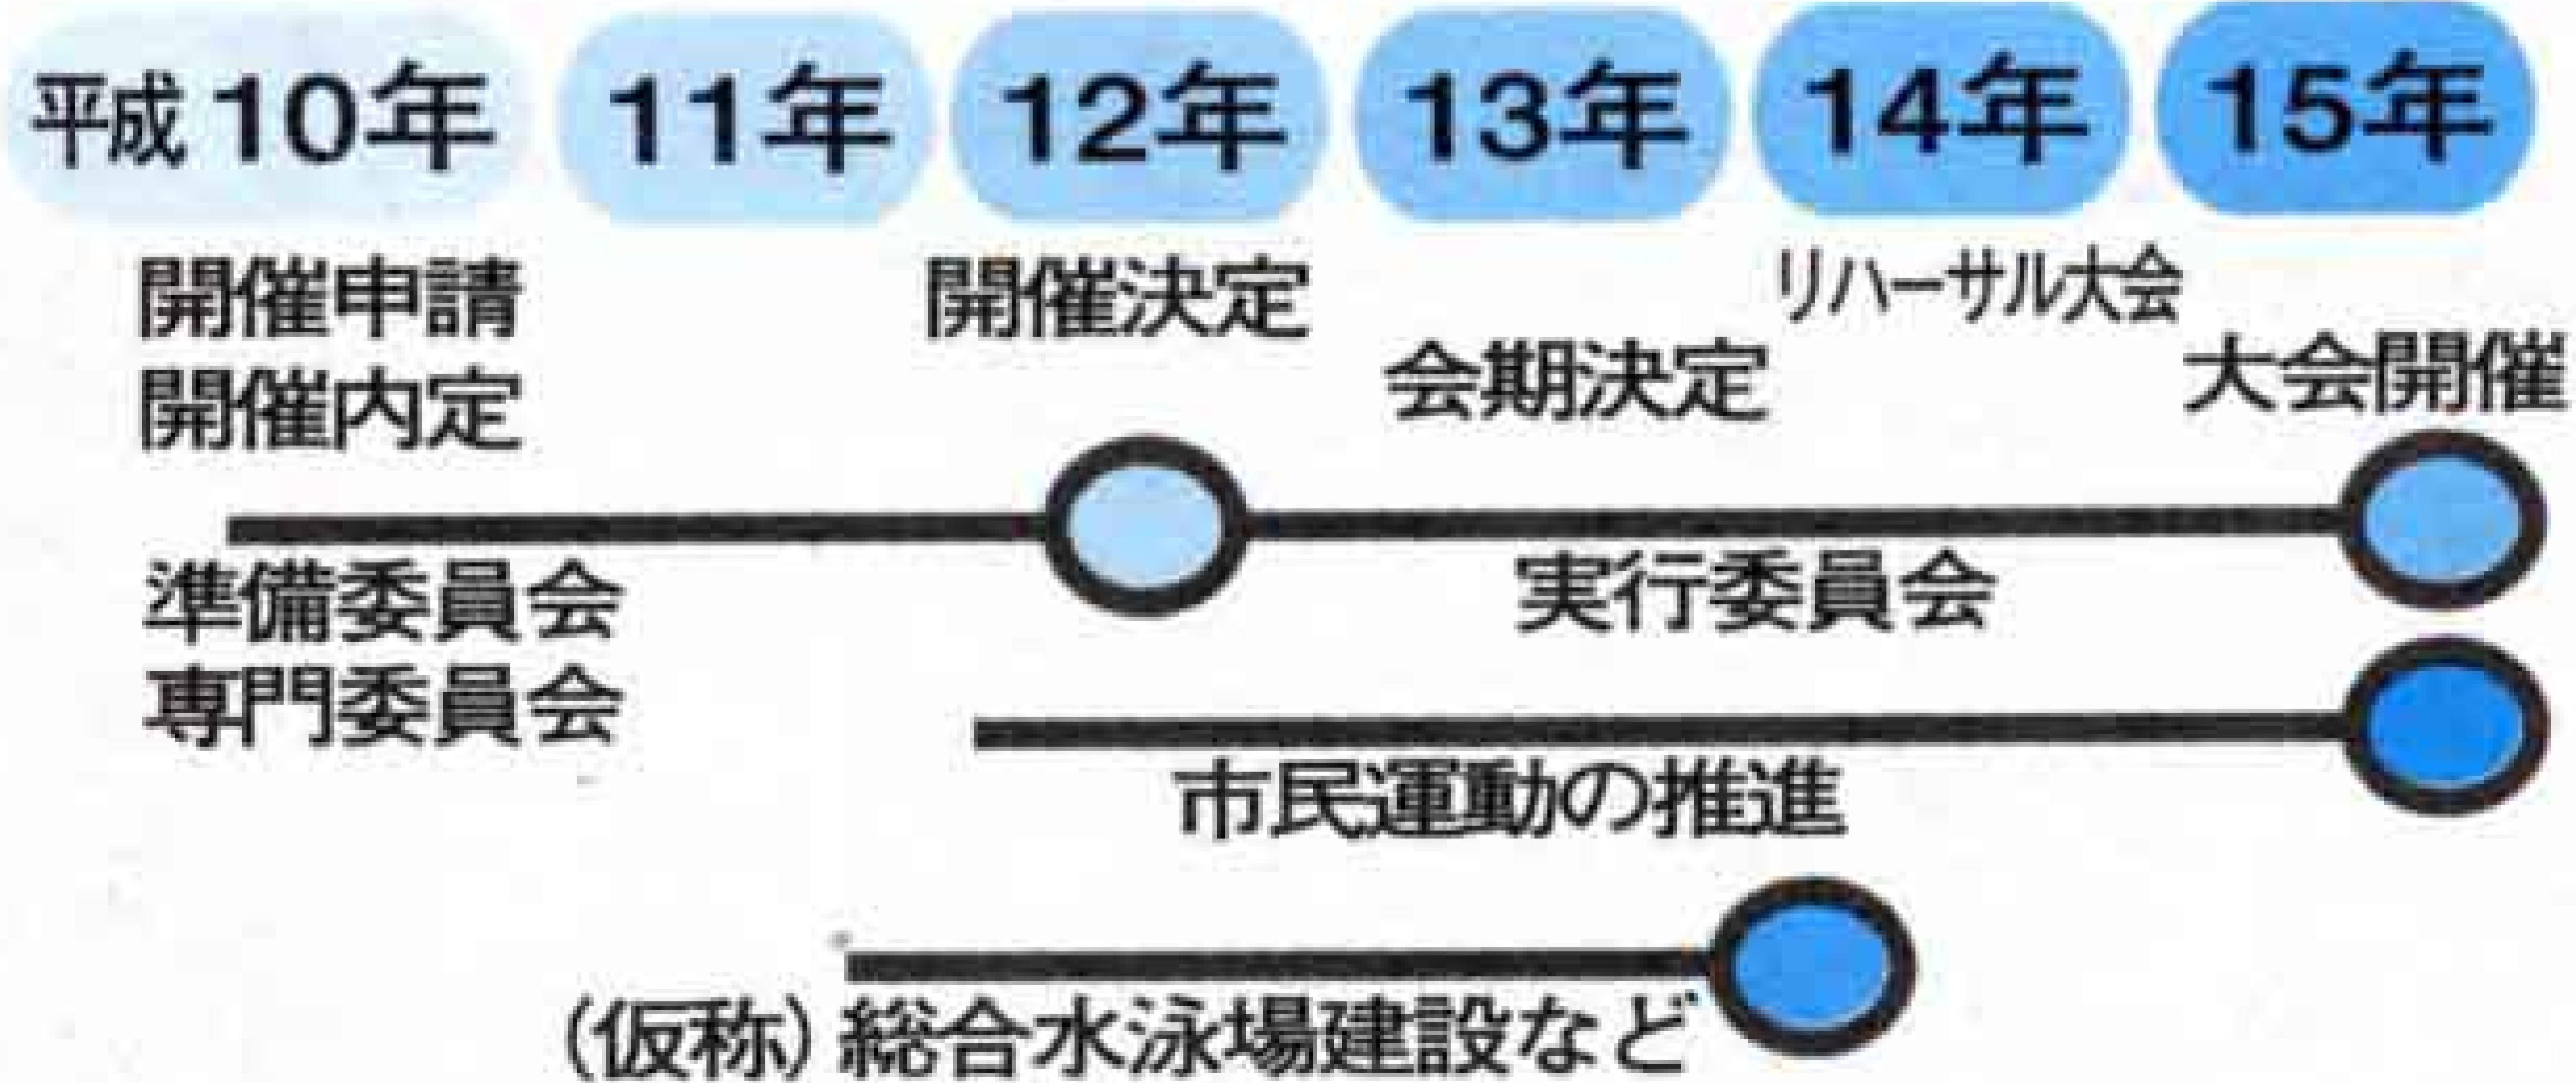 平成10年 11年 12年 13年 14年 15年
開催申請 開催決定 リハーサル大会
開催内定 会期決定 大会開催
準備委員会 実行委員会
専門委員会
市民運動の推進
(仮称)総合水泳場建設など